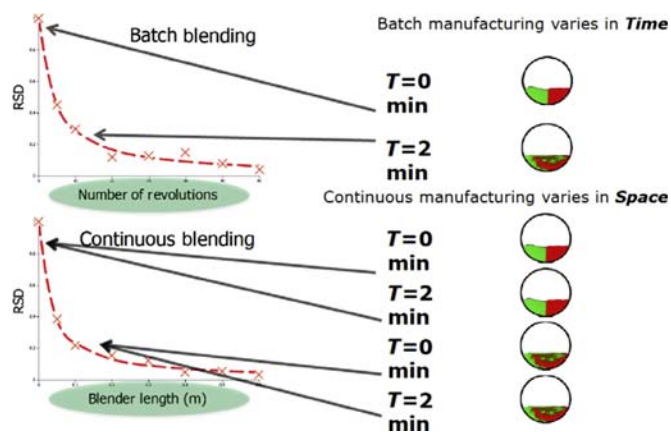 Batch manufacturing varies in Time
Batch blending
RSD
T=0
min
T=2
min
Number of revolutions
Continuous manufacturing varies in Space
Continuous blending
RSD
T=0
min
T=2
min
T=0
min
T=2
min
Blender length (m)